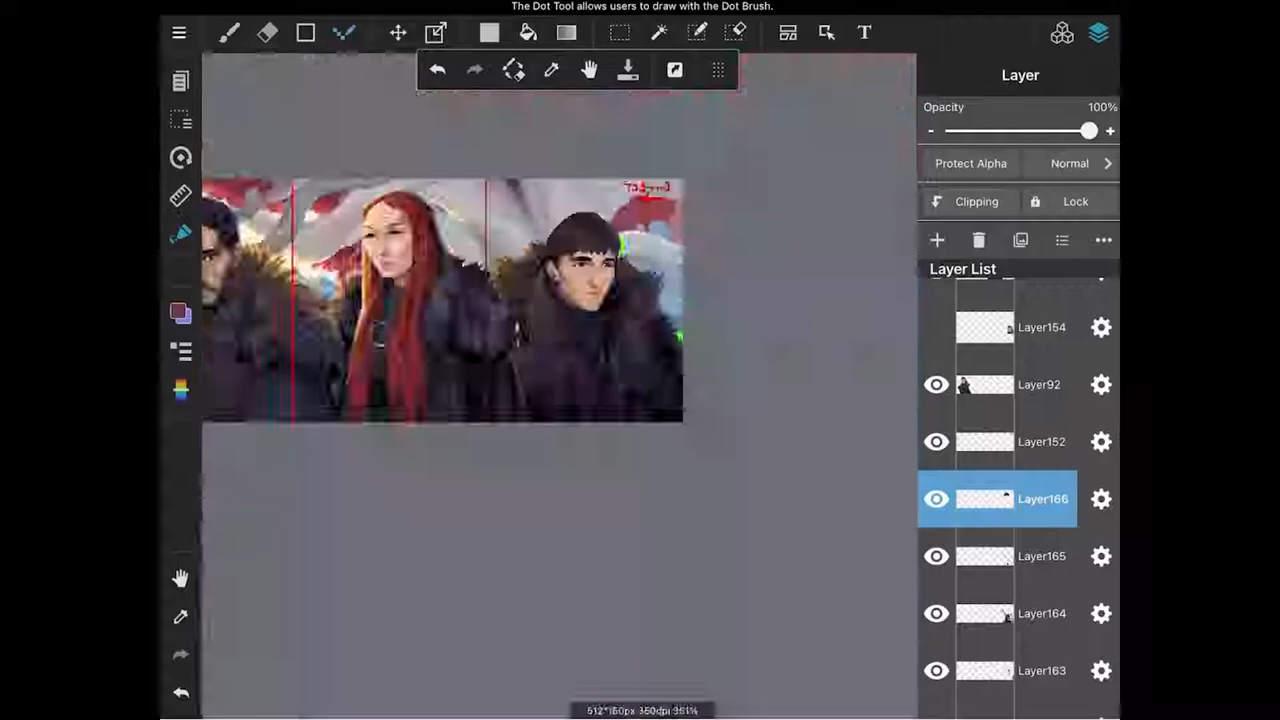 The Dot Tool allows users to draw with the Dot Brush.
T
Layer
Opacity 100%
- +
Protect Alpha Normal
Clipping Lock
Layer List
Layer154
Layer92
Layer152
Layer166
Layer165
Layer164
Layer163